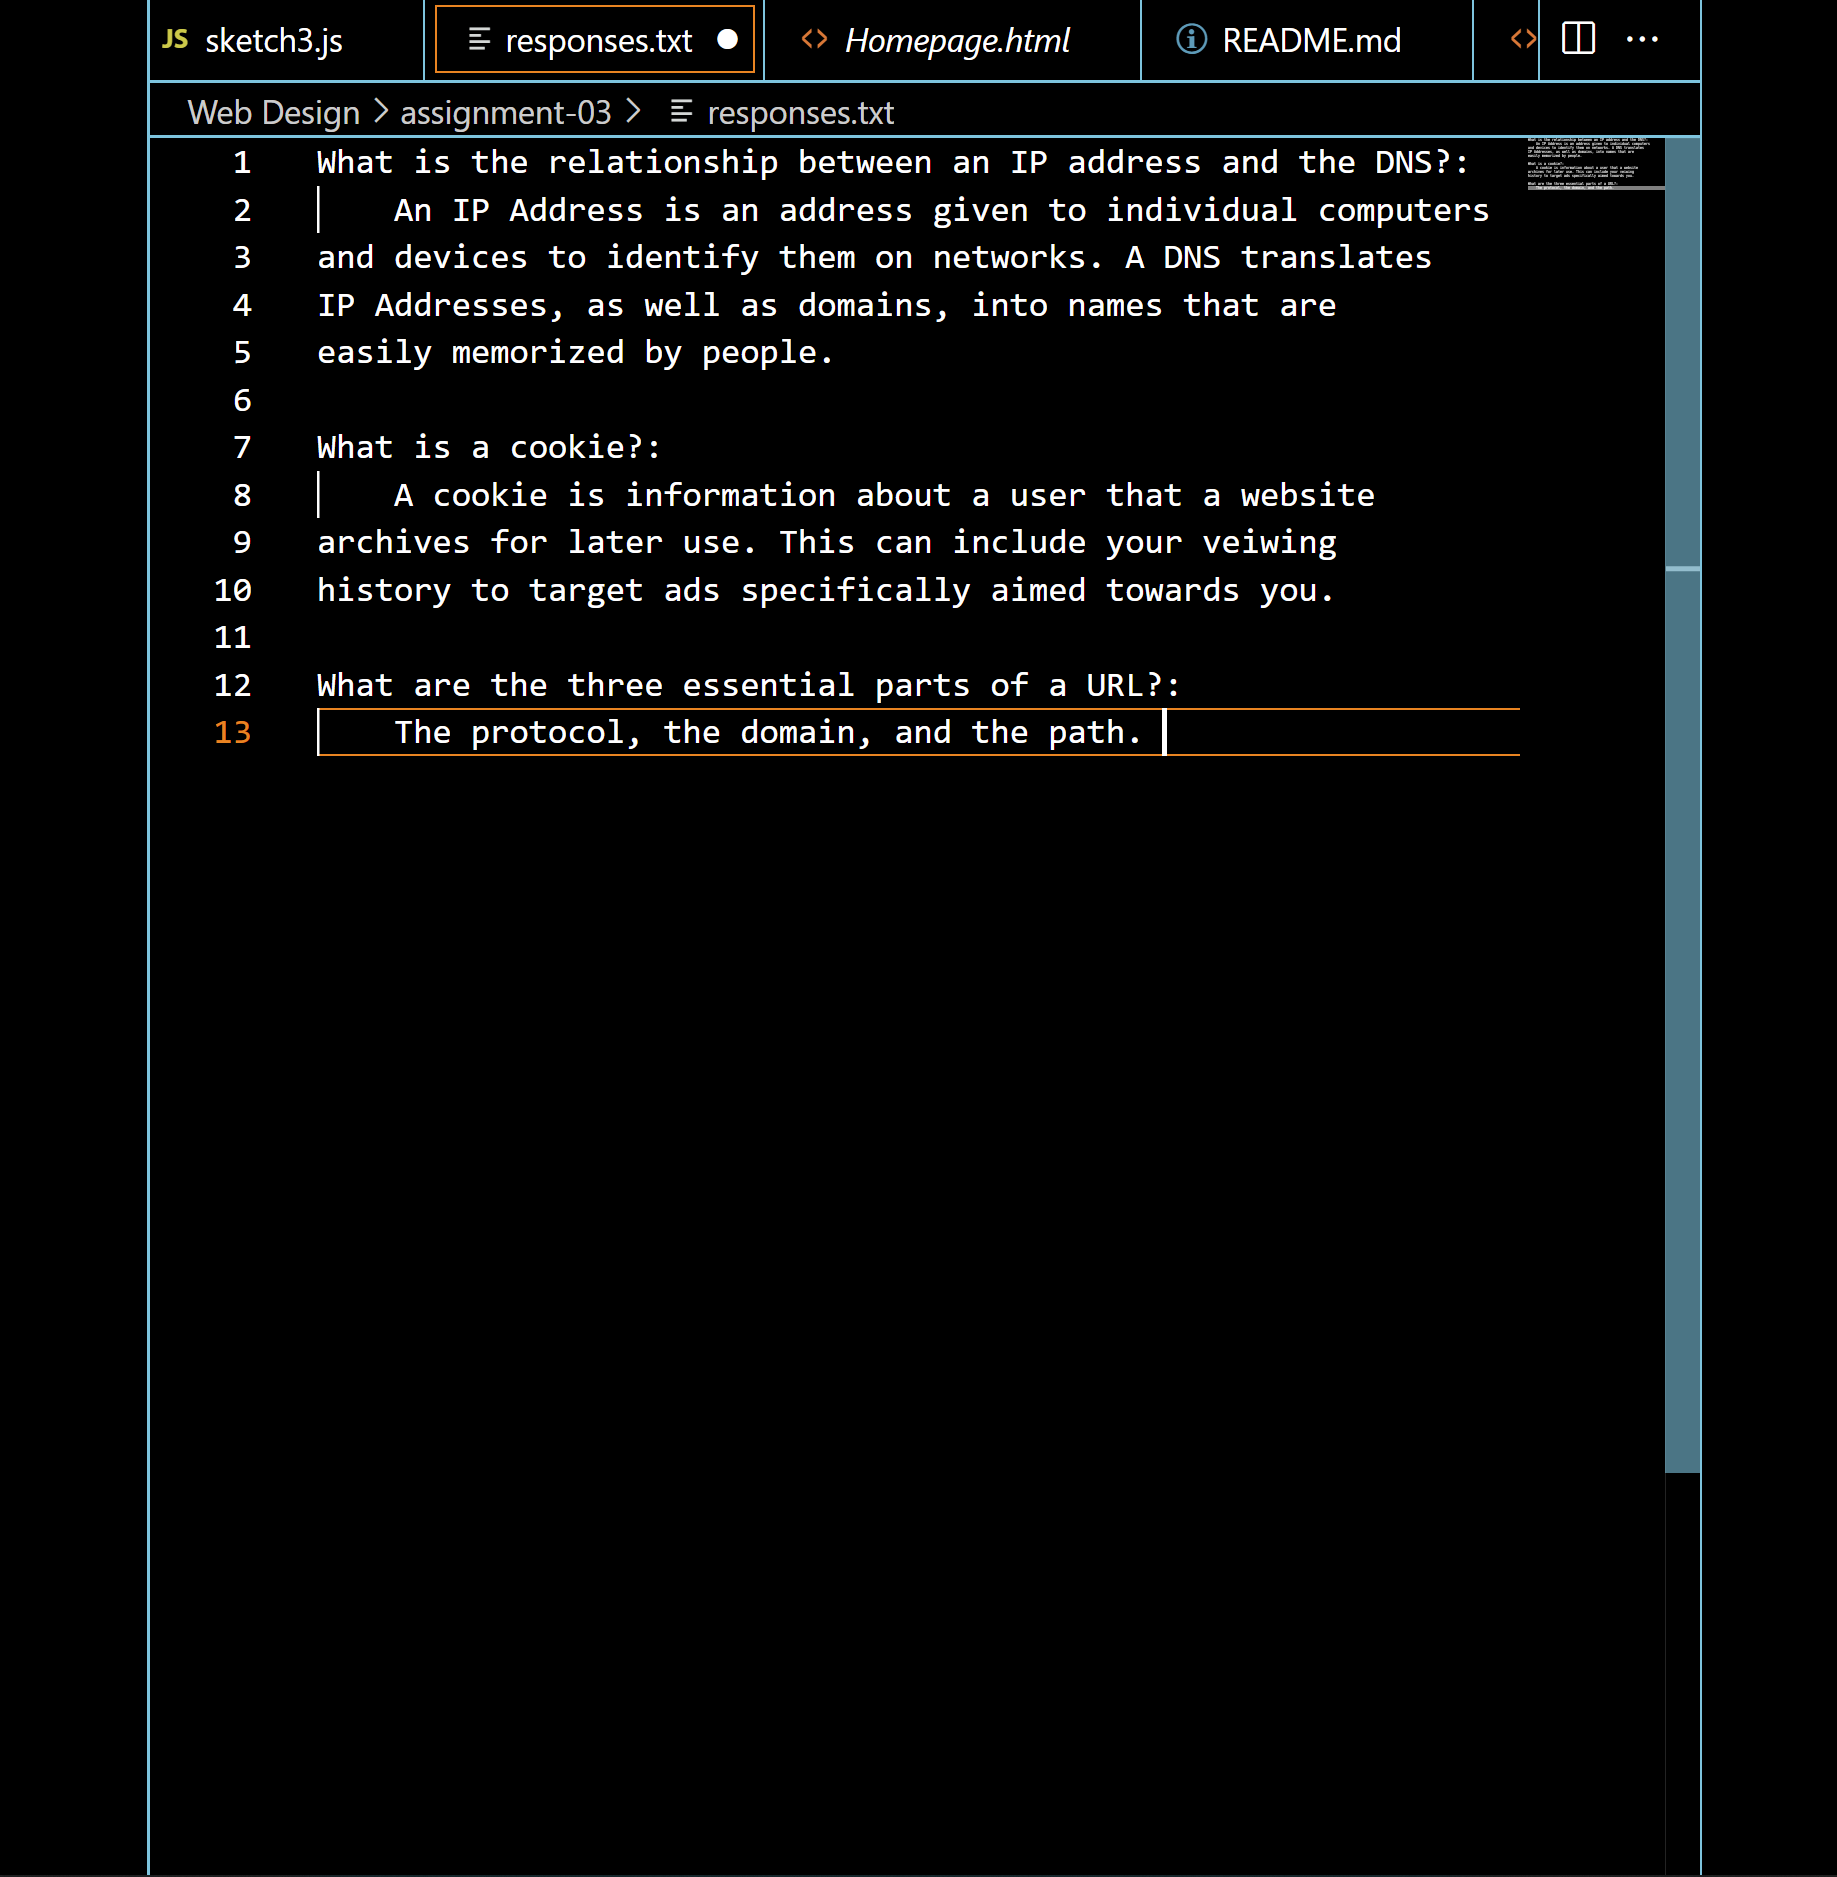 JS sketch3.js responses.txt Homepage.html README.md
Web Design > assignment-03 > responses.txt
1 What is the relationship between an IP address and the DNS?:
2 An IP Address is an address given to individual computers
3 and devices to identify them on networks. A DNS translates
4 IP Addresses, as well as domains, into names that are
5 easily memorized by people.
6
7 What is a cookie?:
8 A cookie is information about a user that a website
9 archives for later use. This can include your veiwing
10 history to target ads specifically aimed towards you.
11
12 What are the three essential parts of a URL?:
13 The protocol, the domain, and the path.